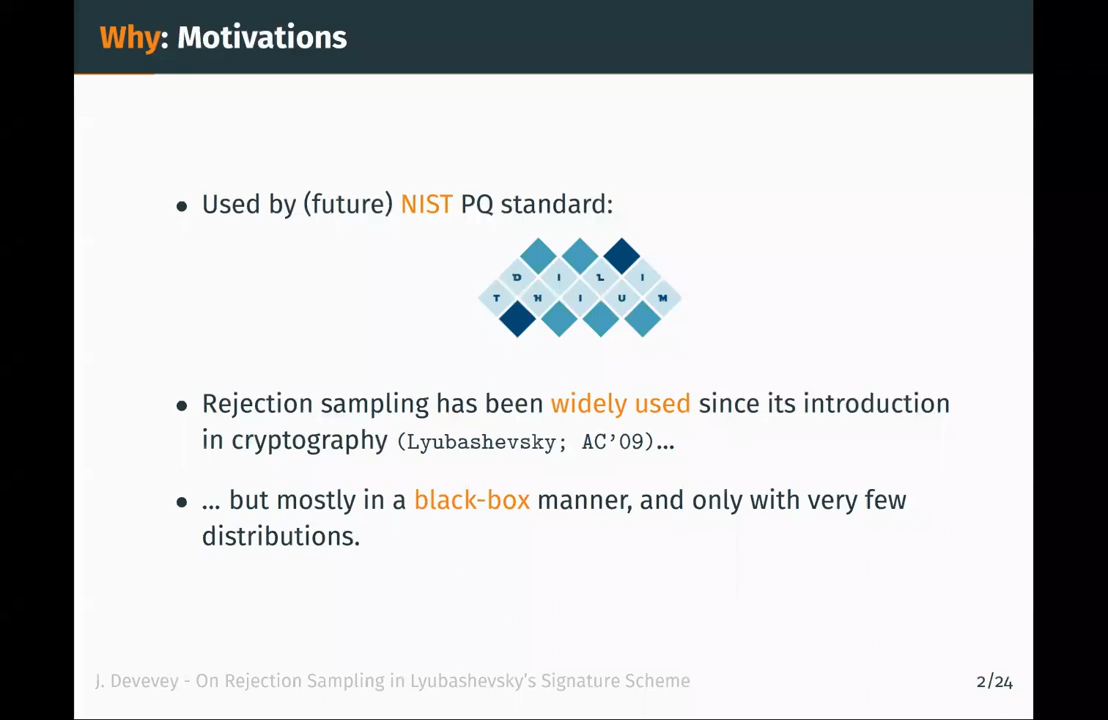 Why: Motivations
• Used by (future) NIST PQ standard:
D I L I
T H I U M
• Rejection sampling has been widely used since its introduction
in cryptography (Lyubashevsky; AC'09)...
• ... but mostly in a black-box manner, and only with very few
distributions.
J. Devevey - On Rejection Sampling in Lyubashevsky's Signature Scheme
2/24